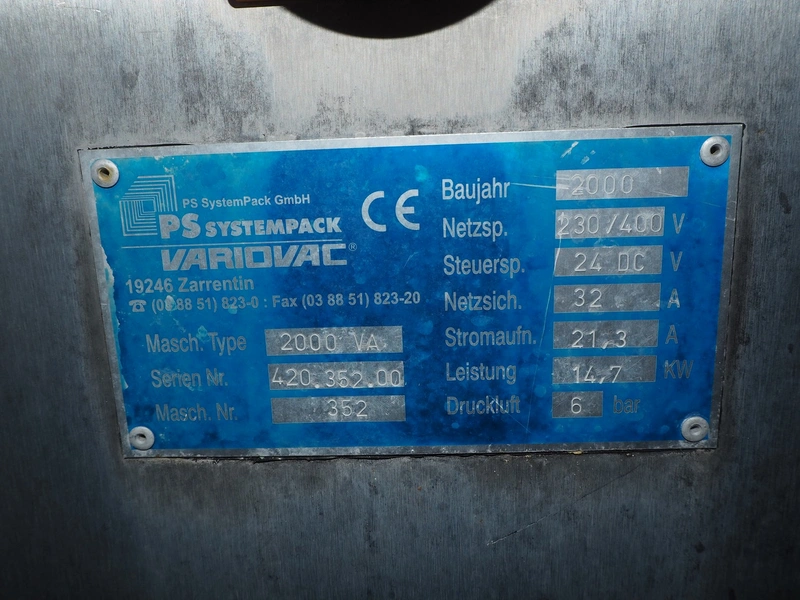 PS SystemPack GmbH
PS SYSTEMPACK
VARIOVAC®
19246 Zarrentin
☎ (03 88 51) 823-0 : Fax (03 88 51) 823-20
Masch. Type 2000 VA
Serien Nr. 420.352.00
Masch. Nr. 352
CE
Baujahr 2000
Netzsp. 230/400 V
Steuersp. 24 DC V
Netzsich. 32 A
Stromaufn. 21,3 A
Leistung 14,7 KW
Druckluft 6 bar